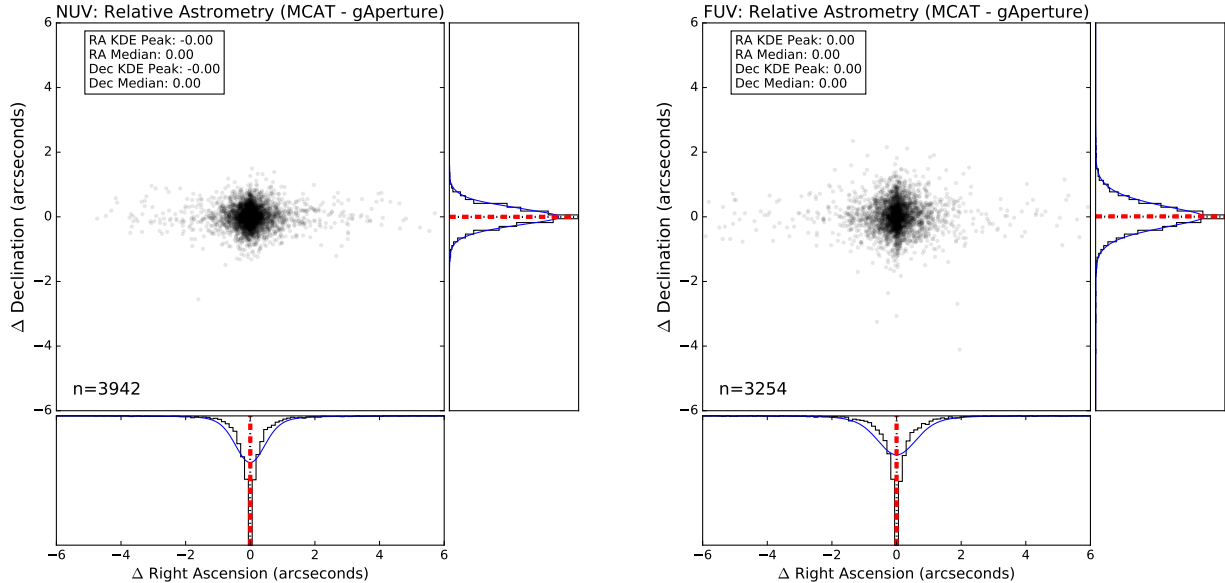 NUV: Relative Astrometry (MCAT - gAperture)
RA KDE Peak: -0.00
RA Median: 0.00
Dec KDE Peak: -0.00
Dec Median: 0.00
6
4
2
0
−2
−4
−6
Δ Declination (arcseconds)
n=3942
−6 −4 −2 0 2 4 6
Δ Right Ascension (arcseconds)
FUV: Relative Astrometry (MCAT - gAperture)
RA KDE Peak: 0.00
RA Median: 0.00
Dec KDE Peak: 0.00
Dec Median: 0.00
6
4
2
0
−2
−4
−6
Δ Declination (arcseconds)
n=3254
−6 −4 −2 0 2 4 6
Δ Right Ascension (arcseconds)